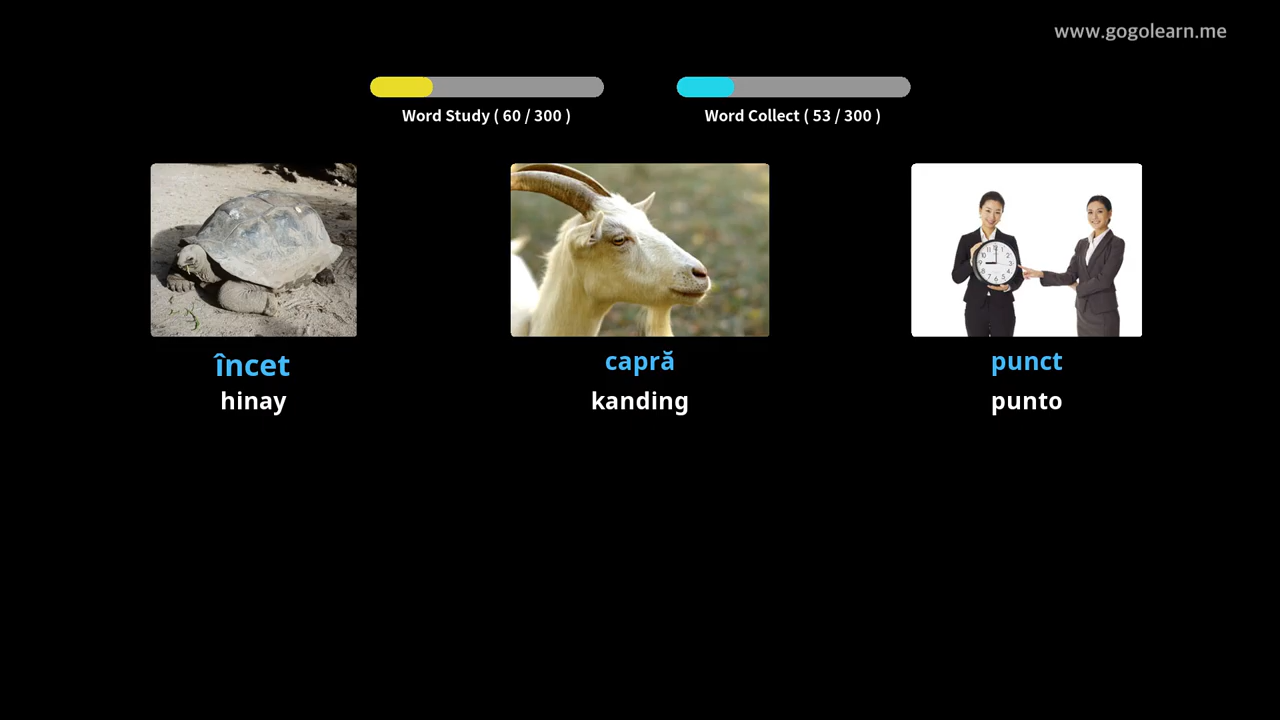 www.gogolearn.me
Word Study ( 60 / 300 )
Word Collect ( 53 / 300 )
încet
hinay
capră
kanding
punct
punto